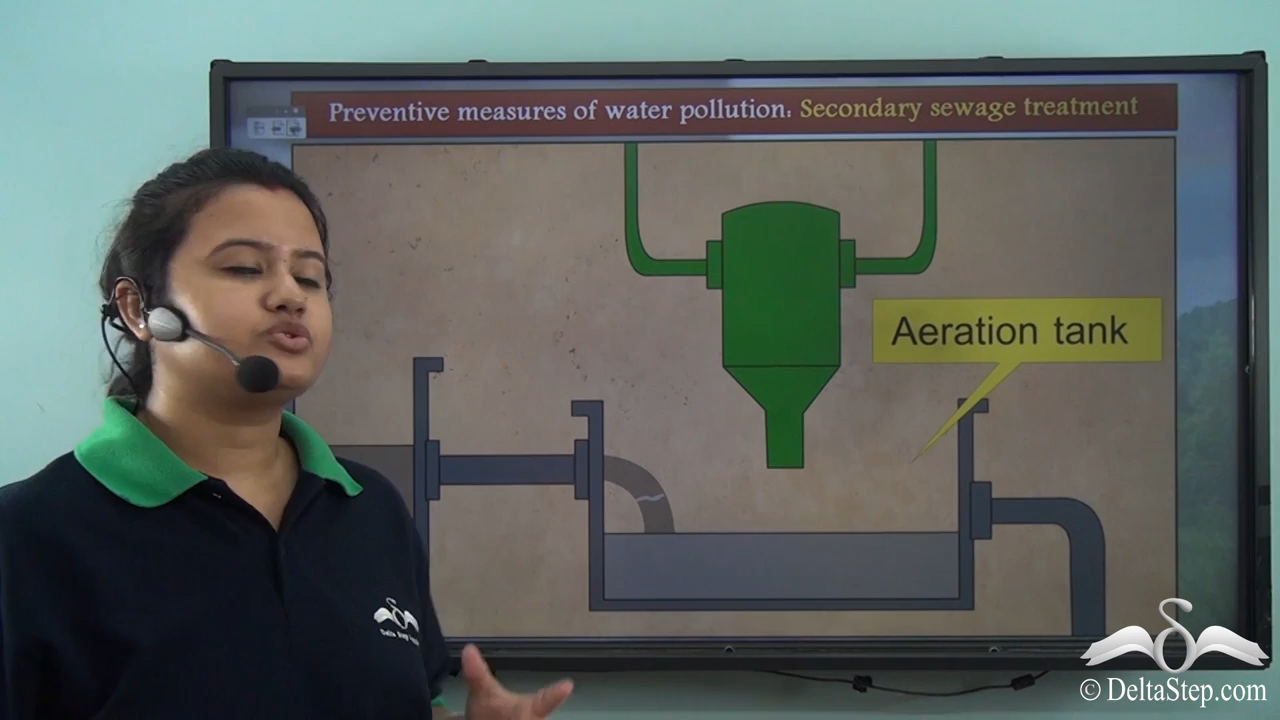 Preventive measures of water pollution: Secondary sewage treatment
Aeration tank
© DeltaStep.com